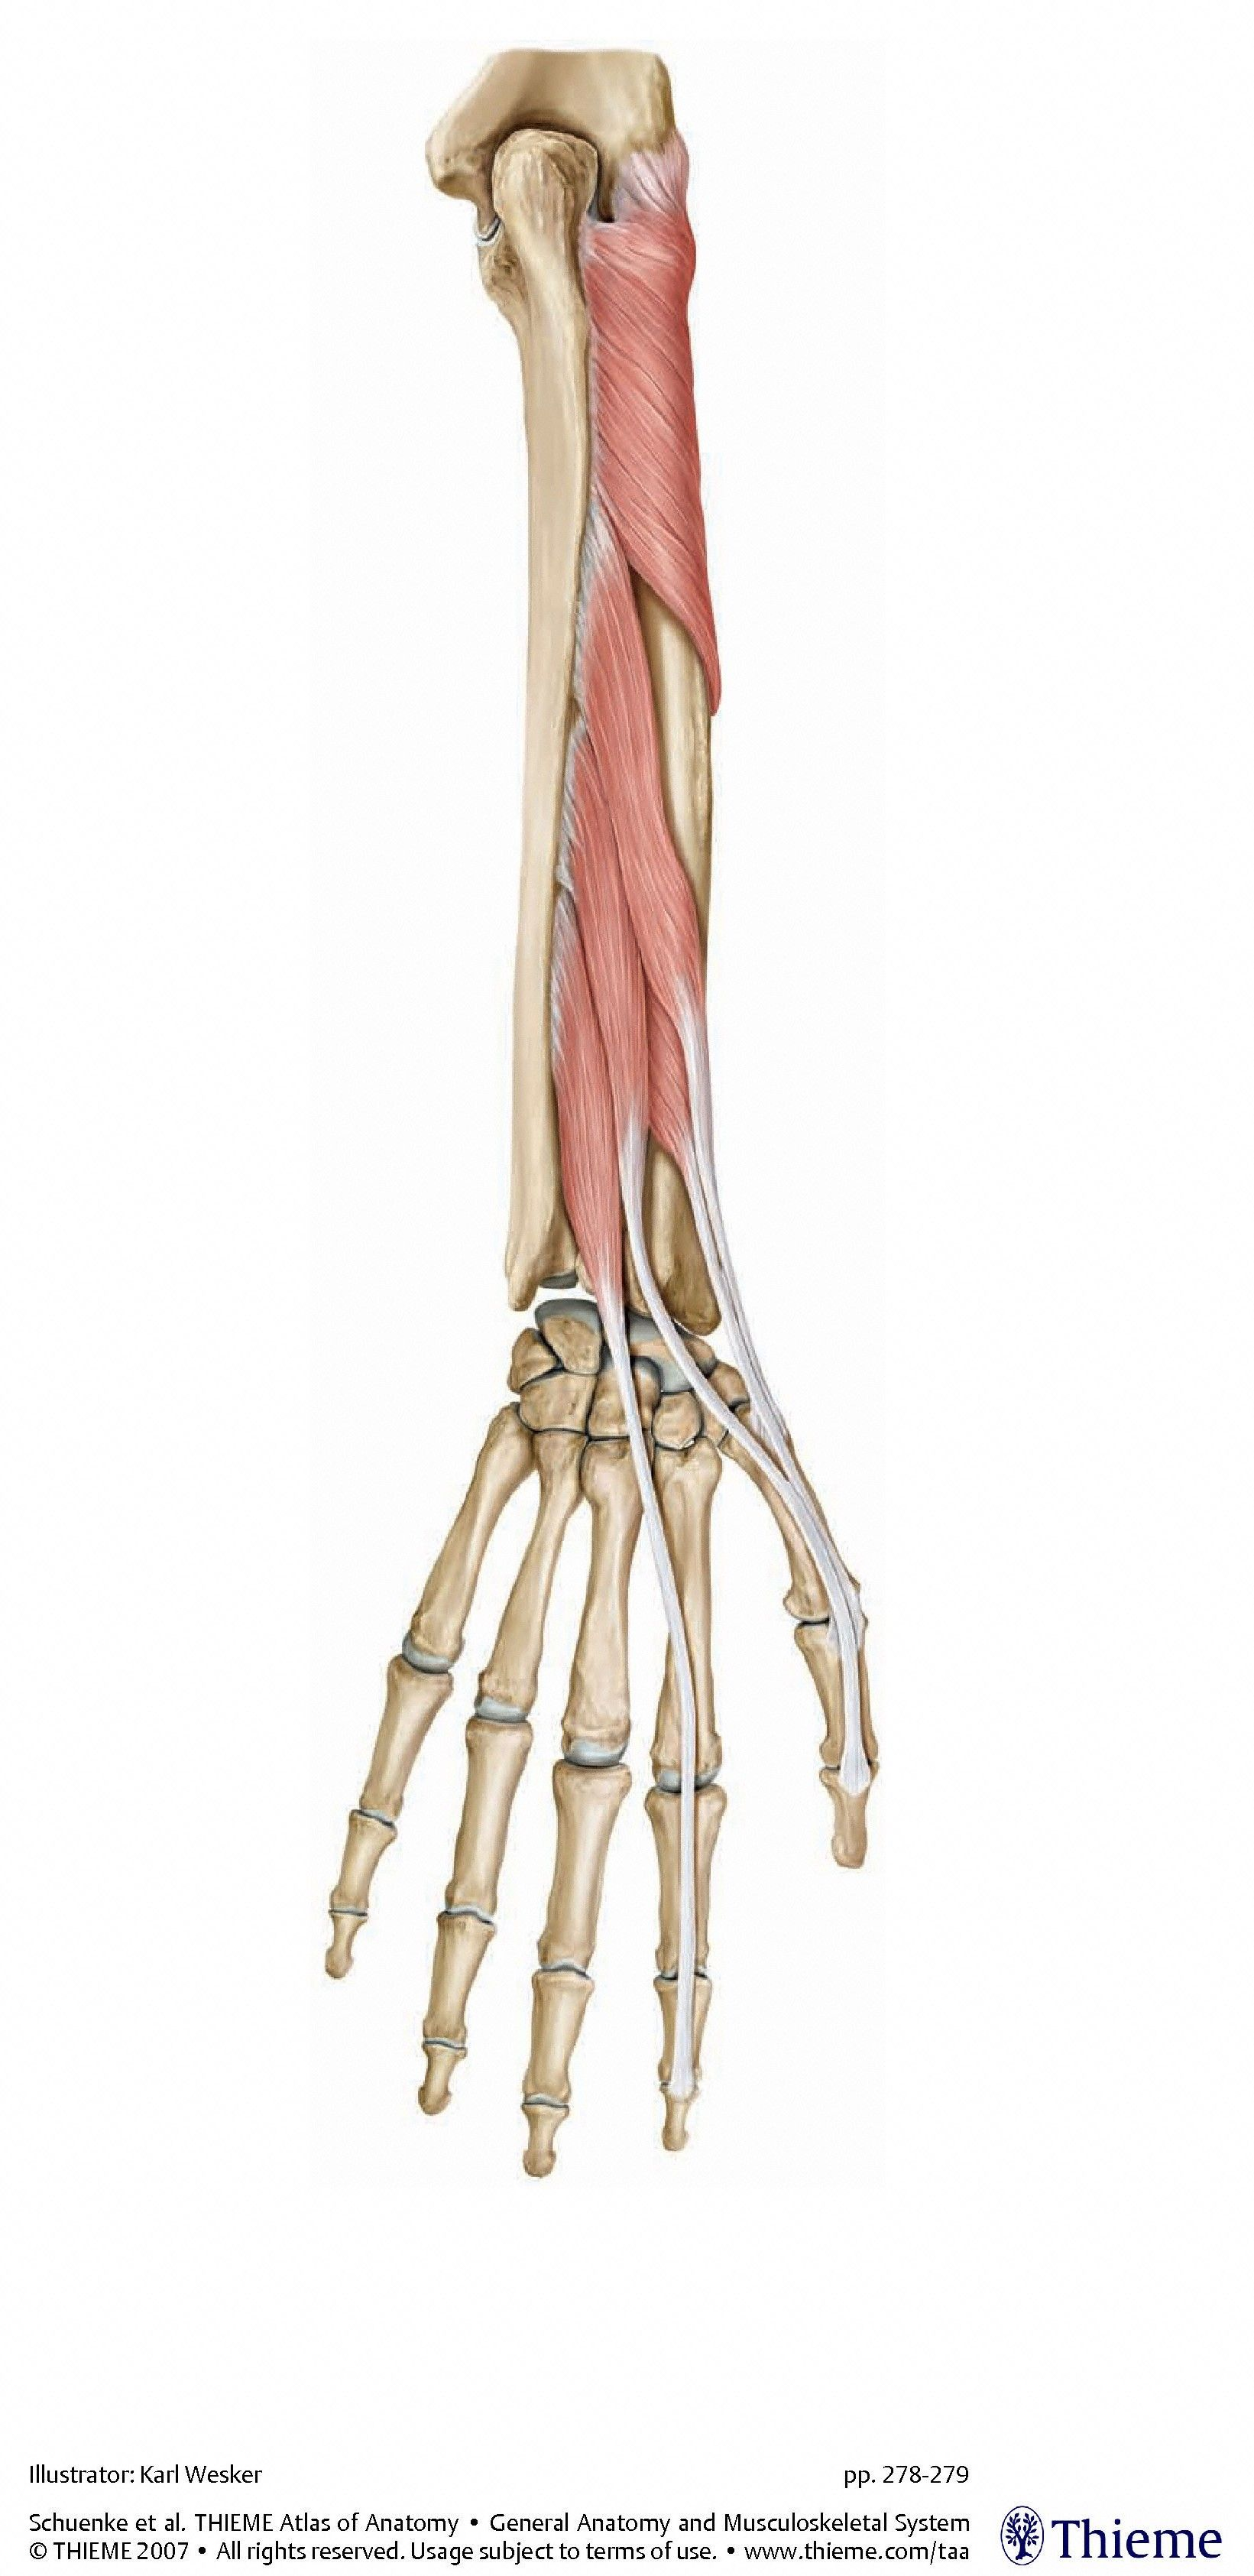 Illustrator: Karl Wesker
pp. 278-279
Schuenke et al. THIEME Atlas of Anatomy • General Anatomy and Musculoskeletal System
© THIEME 2007 • All rights reserved. Usage subject to terms of use. • www.thieme.com/taa
Thieme